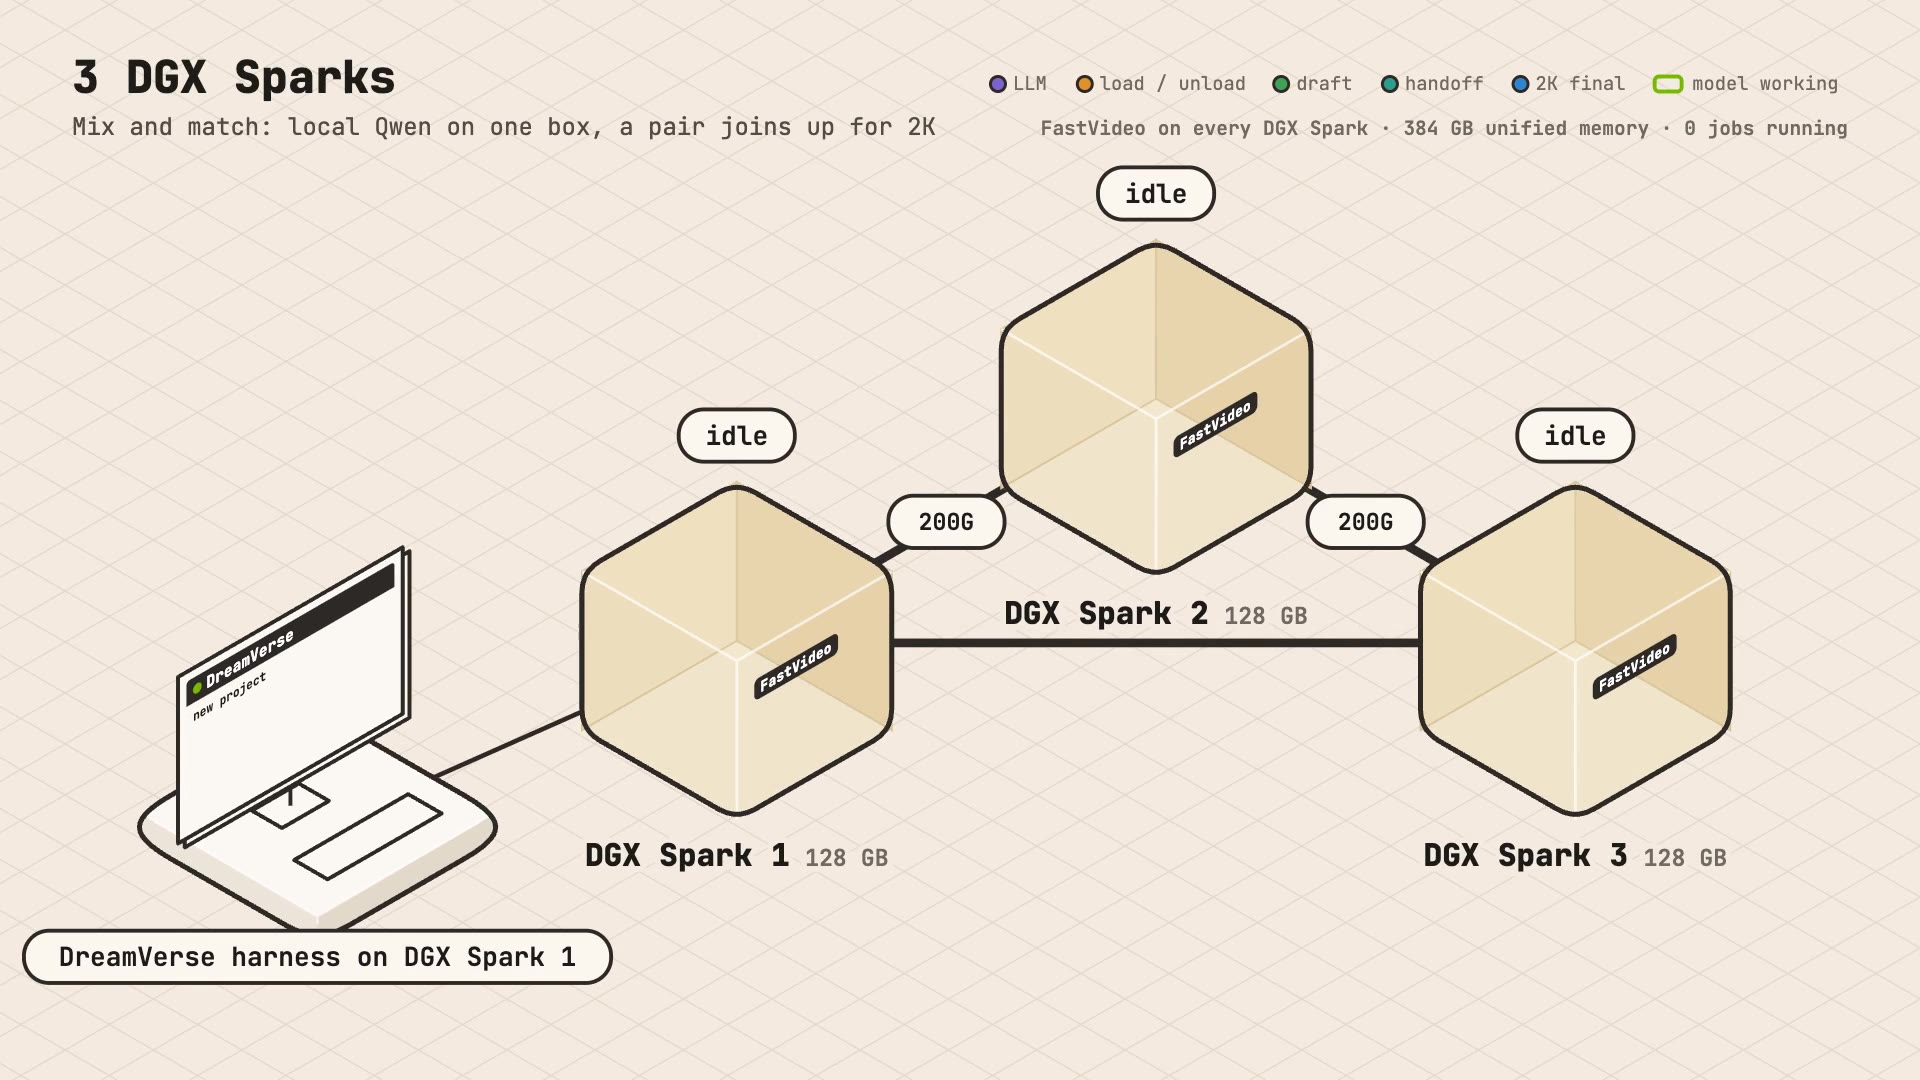 3 DGX Sparks
Mix and match: local Qwen on one box, a pair joins up for 2K
LLM load / unload draft handoff 2K final model working
FastVideo on every DGX Spark · 384 GB unified memory · 0 jobs running
idle
FastVideo
DGX Spark 2 128 GB
200G
200G
idle
FastVideo
DGX Spark 1 128 GB
idle
FastVideo
DGX Spark 3 128 GB
DreamVerse
new project
DreamVerse harness on DGX Spark 1